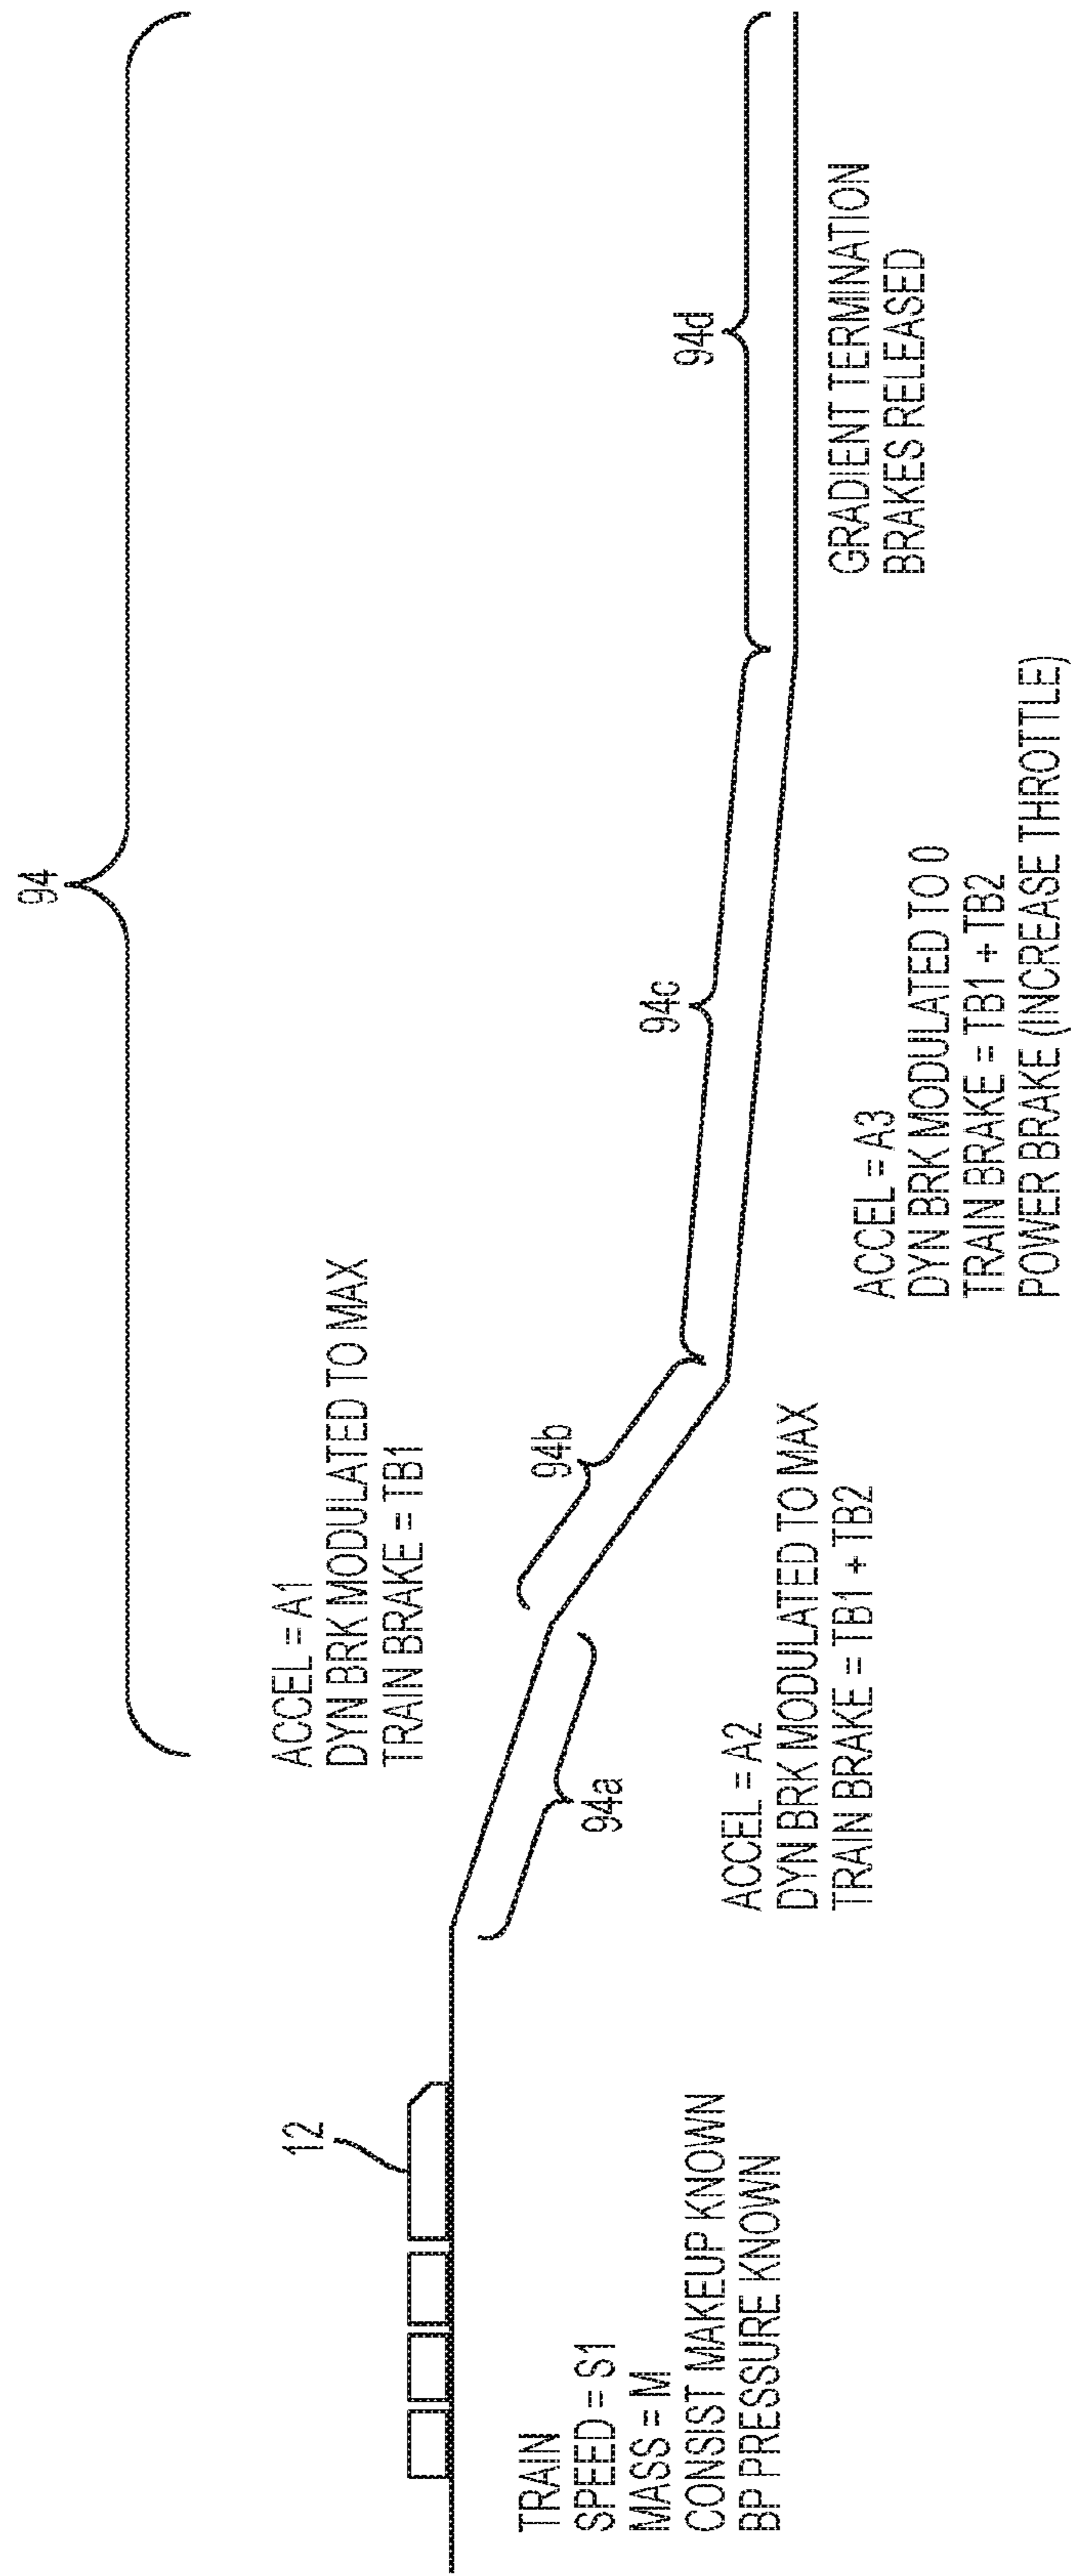 94
ACCEL = A1
DYN BRK MODULATED TO MAX
TRAIN BRAKE = TB1
12
94a
94b
94c
94d
TRAIN
SPEED = S1
MASS = M
CONSIST MAKEUP KNOWN
BP PRESSURE KNOWN
ACCEL = A2
DYN BRK MODULATED TO MAX
TRAIN BRAKE = TB1 + TB2
ACCEL = A3
DYN BRK MODULATED TO 0
TRAIN BRAKE = TB1 + TB2
POWER BRAKE (INCREASE THROTTLE)
GRADIENT TERMINATION
BRAKES RELEASED